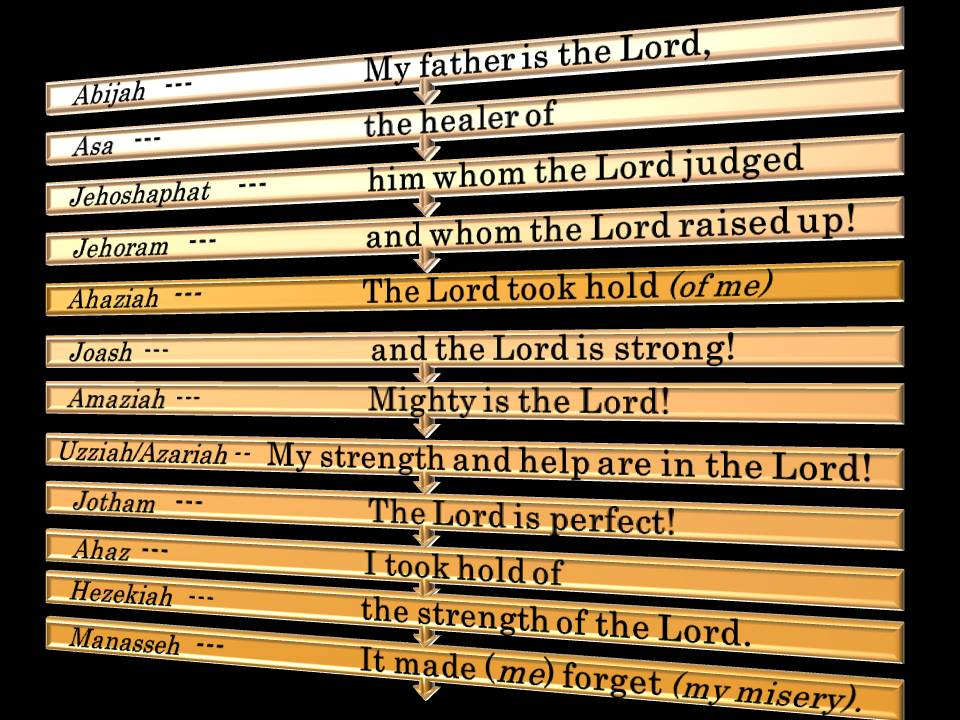 Abijah --- My father is the Lord,
Asa --- the healer of
Jehoshaphat --- him whom the Lord judged
Jehoram --- and whom the Lord raised up!
Ahaziah --- The Lord took hold (of me)
Joash --- and the Lord is strong!
Amaziah --- Mighty is the Lord!
Uzziah/Azariah -- My strength and help are in the Lord!
Jotham --- The Lord is perfect!
Ahaz --- I took hold of
Hezekiah --- the strength of the Lord.
Manasseh --- It made (me) forget (my misery).